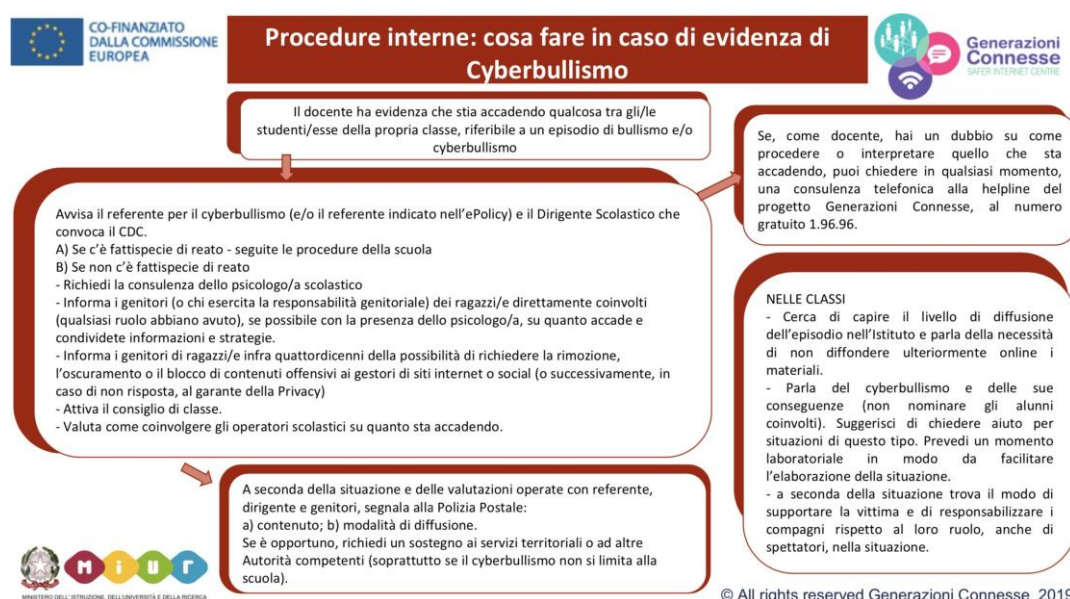 CO-FINANZIATO
DALLA COMMISSIONE
EUROPEA
Procedure interne: cosa fare in caso di evidenza di
Cyberbullismo
Generazioni
Connesse
SAFER INTERNET CENTRE
Il docente ha evidenza che stia accadendo qualcosa tra gli/le
studenti/esse della propria classe, riferibile a un episodio di bullismo e/o
cyberbullismo
Se, come docente, hai un dubbio su come
procedere o interpretare quello che sta
accadendo, puoi chiedere in qualsiasi momento,
una consulenza telefonica alla helpline del
progetto Generazioni Connesse, al numero
gratuito 1.96.96.
Avvisa il referente per il cyberbullismo (e/o il referente indicato nell'ePolicy) e il Dirigente Scolastico che
convoca il CDC.
A) Se c'è fattispecie di reato - seguite le procedure della scuola
B) Se non c'è fattispecie di reato
- Richiedi la consulenza dello psicologo/a scolastico
- Informa i genitori (o chi esercita la responsabilità genitoriale) dei ragazzi/e direttamente coinvolti
(qualsiasi ruolo abbiano avuto), se possibile con la presenza dello psicologo/a, su quanto accade e
condividete informazioni e strategie.
- Informa i genitori di ragazzi/e infra quattordicenni della possibilità di richiedere la rimozione,
l'oscuramento o il blocco di contenuti offensivi ai gestori di siti internet o social (o successivamente, in
caso di non risposta, al garante della Privacy)
- Attiva il consiglio di classe.
- Valuta come coinvolgere gli operatori scolastici su quanto sta accadendo.
NELLE CLASSI
- Cerca di capire il livello di diffusione
dell'episodio nell'Istituto e parla della necessità
di non diffondere ulteriormente online i
materiali.
- Parla del cyberbullismo e delle sue
conseguenze (non nominare gli alunni
coinvolti). Suggerisci di chiedere aiuto per
situazioni di questo tipo. Prevedi un momento
laboratoriale in modo da facilitare
l'elaborazione della situazione.
- a seconda della situazione trova il modo di
supportare la vittima e di responsabilizzare i
compagni rispetto al loro ruolo, anche di
spettatori, nella situazione.
A seconda della situazione e delle valutazioni operate con referente,
dirigente e genitori, segnala alla Polizia Postale:
a) contenuto; b) modalità di diffusione.
Se è opportuno, richiedi un sostegno ai servizi territoriali o ad altre
Autorità competenti (soprattutto se il cyberbullismo non si limita alla
scuola).
MIUR
MINISTERO DELL'ISTRUZIONE, DELL'UNIVERSITÀ E DELLA RICERCA
© All rights reserved Generazioni Connesse 2019